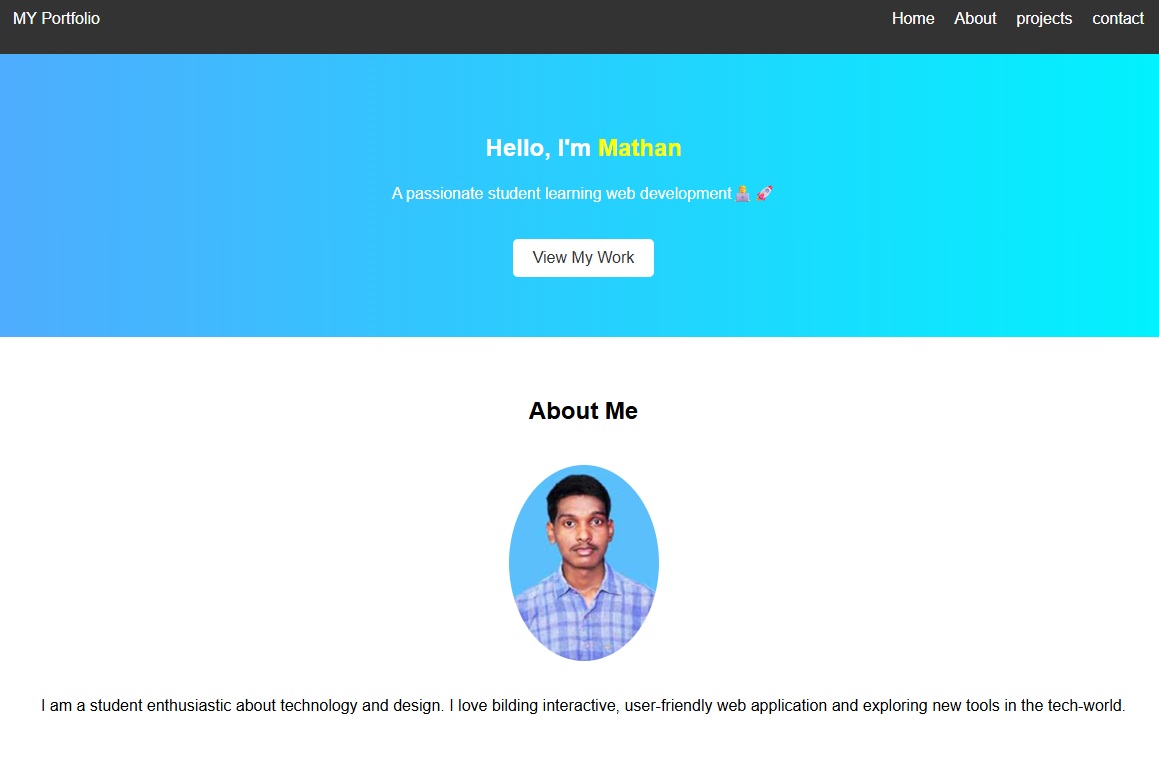 MY Portfolio
Home About projects contact
Hello, I'm Mathan
A passionate student learning web development
View My Work
About Me
I am a student enthusiastic about technology and design. I love bilding interactive, user-friendly web application and exploring new tools in the tech-world.